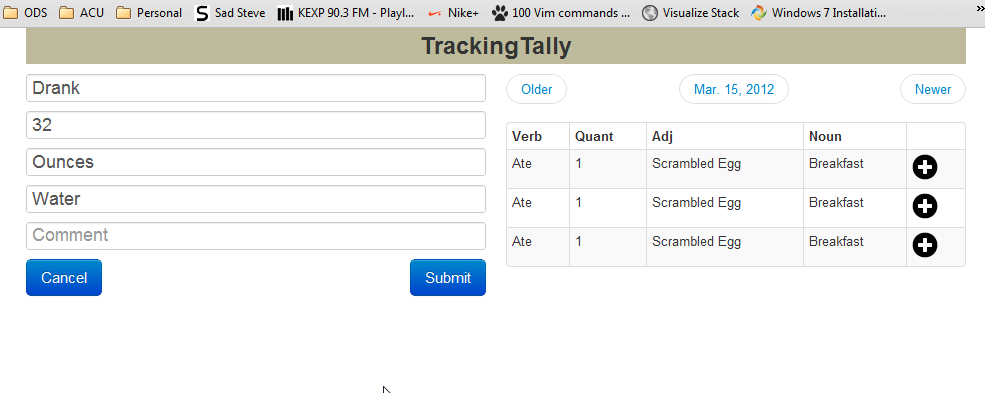 ODS ACU Personal Sad Steve KEXP 90.3 FM - Playl... Nike+ 100 Vim commands ... Visualize Stack Windows 7 Installati... »
TrackingTally
Drank
32
Ounces
Water
Comment
Cancel Submit
Older Mar. 15, 2012 Newer
Verb Quant Adj Noun
Ate 1 Scrambled Egg Breakfast
Ate 1 Scrambled Egg Breakfast
Ate 1 Scrambled Egg Breakfast